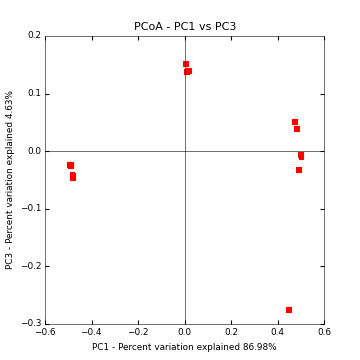 PCoA - PC1 vs PC3
0.2
0.1
0.0
−0.1
−0.2
−0.3
PC3 - Percent variation explained 4.63%
−0.6 −0.4 −0.2 0.0 0.2 0.4 0.6
PC1 - Percent variation explained 86.98%